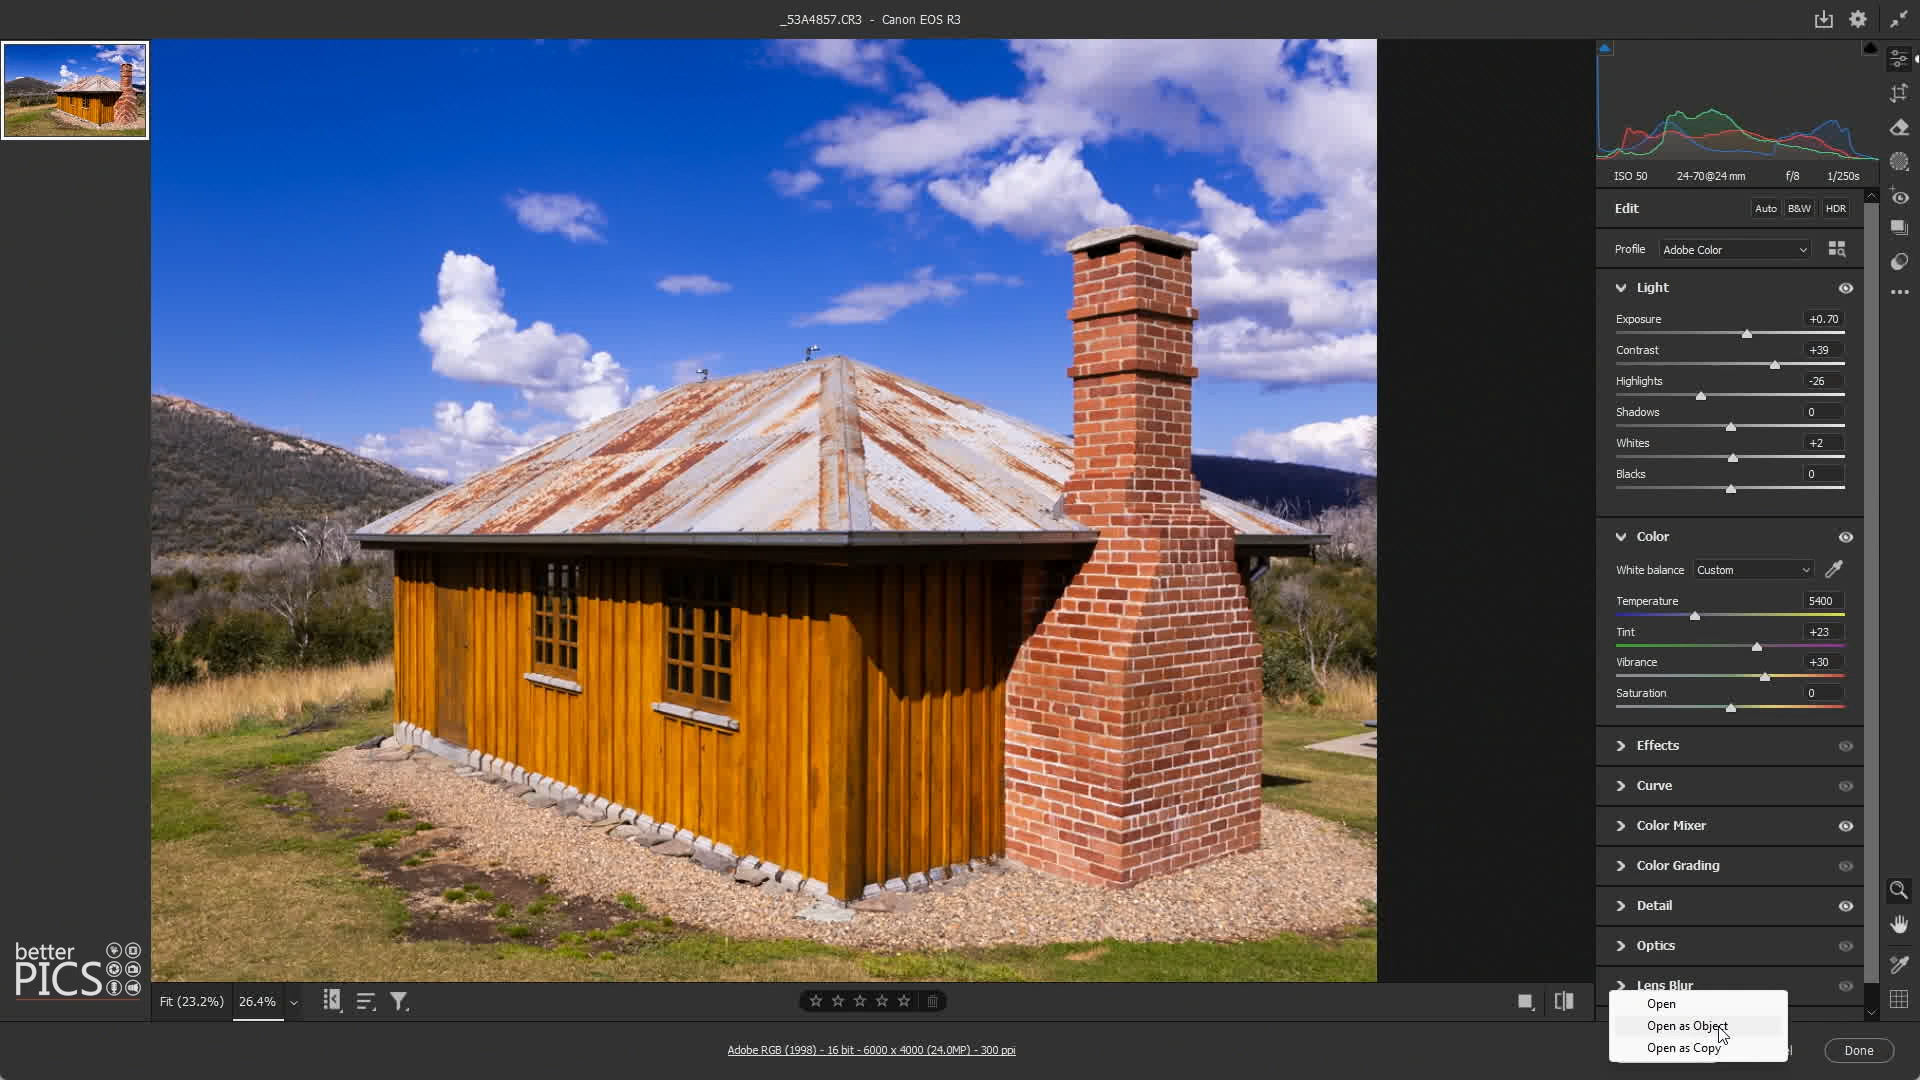 _53A4857.CR3 - Canon EOS R3
ISO 50 24-70@24 mm f/8 1/250s
Edit Auto B&W HDR
Profile Adobe Color
Light
Exposure +0.70
Contrast +39
Highlights -26
Shadows 0
Whites +2
Blacks 0
Color
White balance Custom
Temperature 5400
Tint +23
Vibrance +30
Saturation 0
Effects
Curve
Color Mixer
Color Grading
Detail
Optics
Lens Blur
Open
Open as Object
Open as Copy
Done
better
PICS
Fit (23.2%) 26.4%
Adobe RGB (1998) - 16 bit - 6000 x 4000 (24.0MP) - 300 ppi